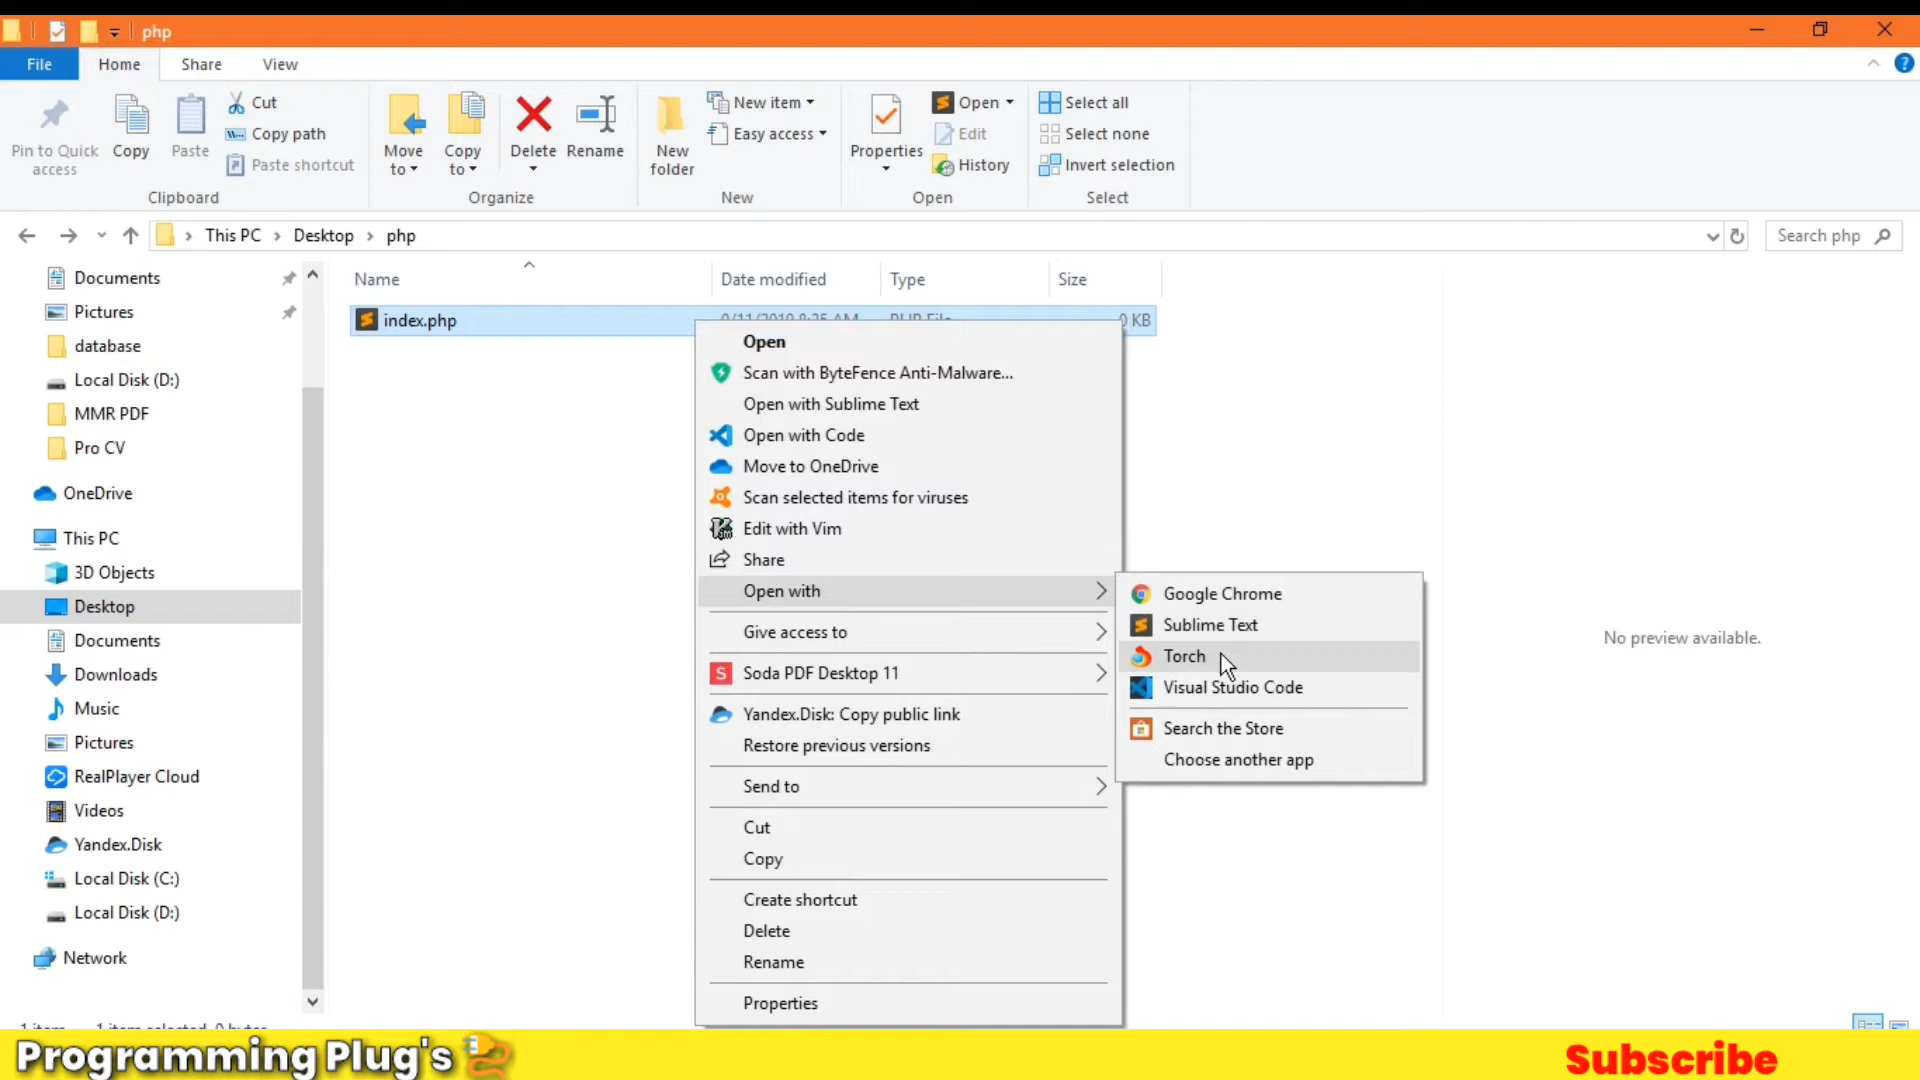 php
File Home Share View
Pin to Quick access
Copy
Paste
Cut
Copy path
Paste shortcut
Clipboard
Move to
Copy to
Delete
Rename
Organize
New folder
New item
Easy access
New
Properties
Open
Edit
History
Open
Select all
Select none
Invert selection
Select
This PC > Desktop > php
Search php
Documents
Pictures
database
Local Disk (D:)
MMR PDF
Pro CV
OneDrive
This PC
3D Objects
Desktop
Documents
Downloads
Music
Pictures
RealPlayer Cloud
Videos
Yandex.Disk
Local Disk (C:)
Local Disk (D:)
Network
Name Date modified Type Size
index.php 0 KB
Open
Scan with ByteFence Anti-Malware...
Open with Sublime Text
Open with Code
Move to OneDrive
Scan selected items for viruses
Edit with Vim
Share
Open with
Give access to
Soda PDF Desktop 11
Yandex.Disk: Copy public link
Restore previous versions
Send to
Cut
Copy
Create shortcut
Delete
Rename
Properties
Google Chrome
Sublime Text
Torch
Visual Studio Code
Search the Store
Choose another app
No preview available.
Programming Plug's
Subscribe